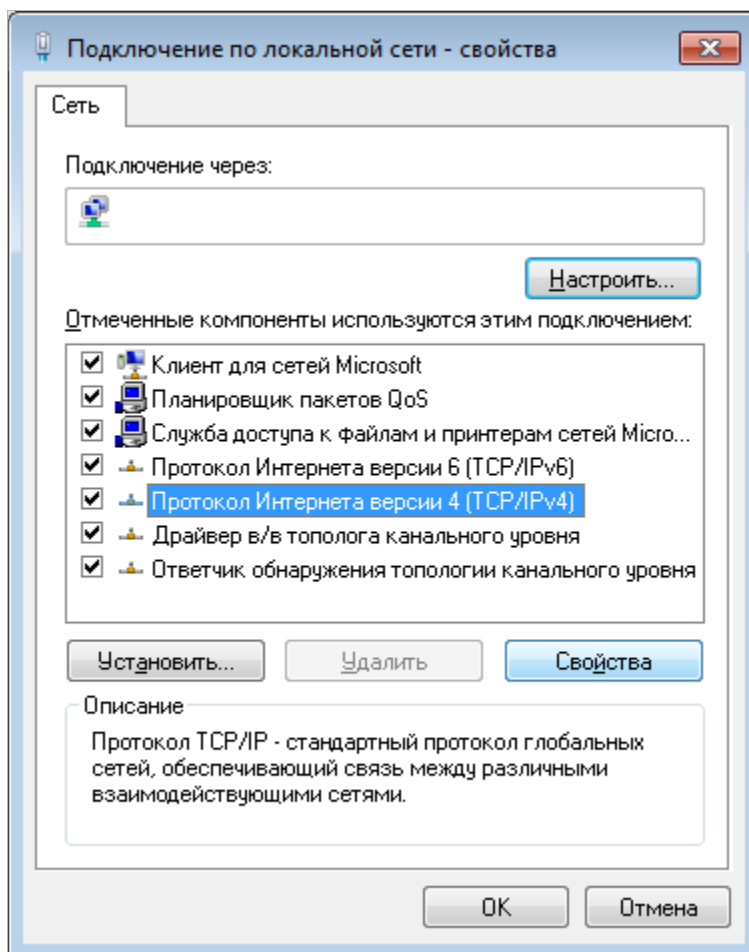 Подключение по локальной сети - свойства
Сеть
Подключение через:
Настроить...
Отмеченные компоненты используются этим подключением:
Клиент для сетей Microsoft
Планировщик пакетов QoS
Служба доступа к файлам и принтерам сетей Micro...
Протокол Интернета версии 6 (TCP/IPv6)
Протокол Интернета версии 4 (TCP/IPv4)
Драйвер в/в тополога канального уровня
Ответчик обнаружения топологии канального уровня
Установить... Удалить Свойства
Описание
Протокол TCP/IP - стандартный протокол глобальных
сетей, обеспечивающий связь между различными
взаимодействующими сетями.
OK Отмена